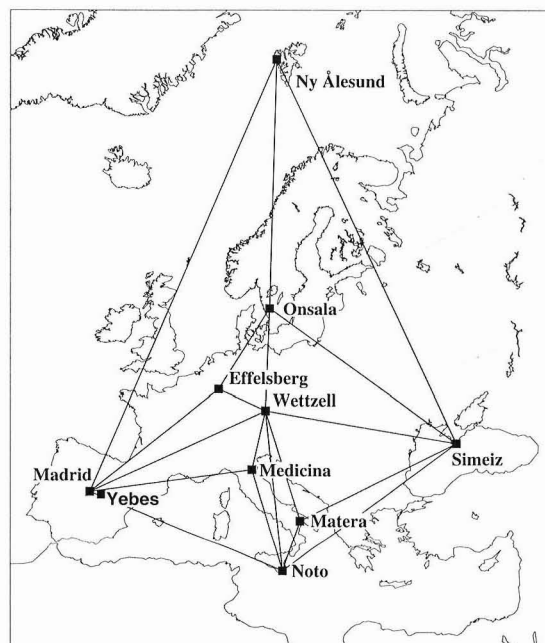 Ny Ålesund
Onsala
Effelsberg
Wettzell
Simeiz
Madrid
Medicina
Yebes
Matera
Noto